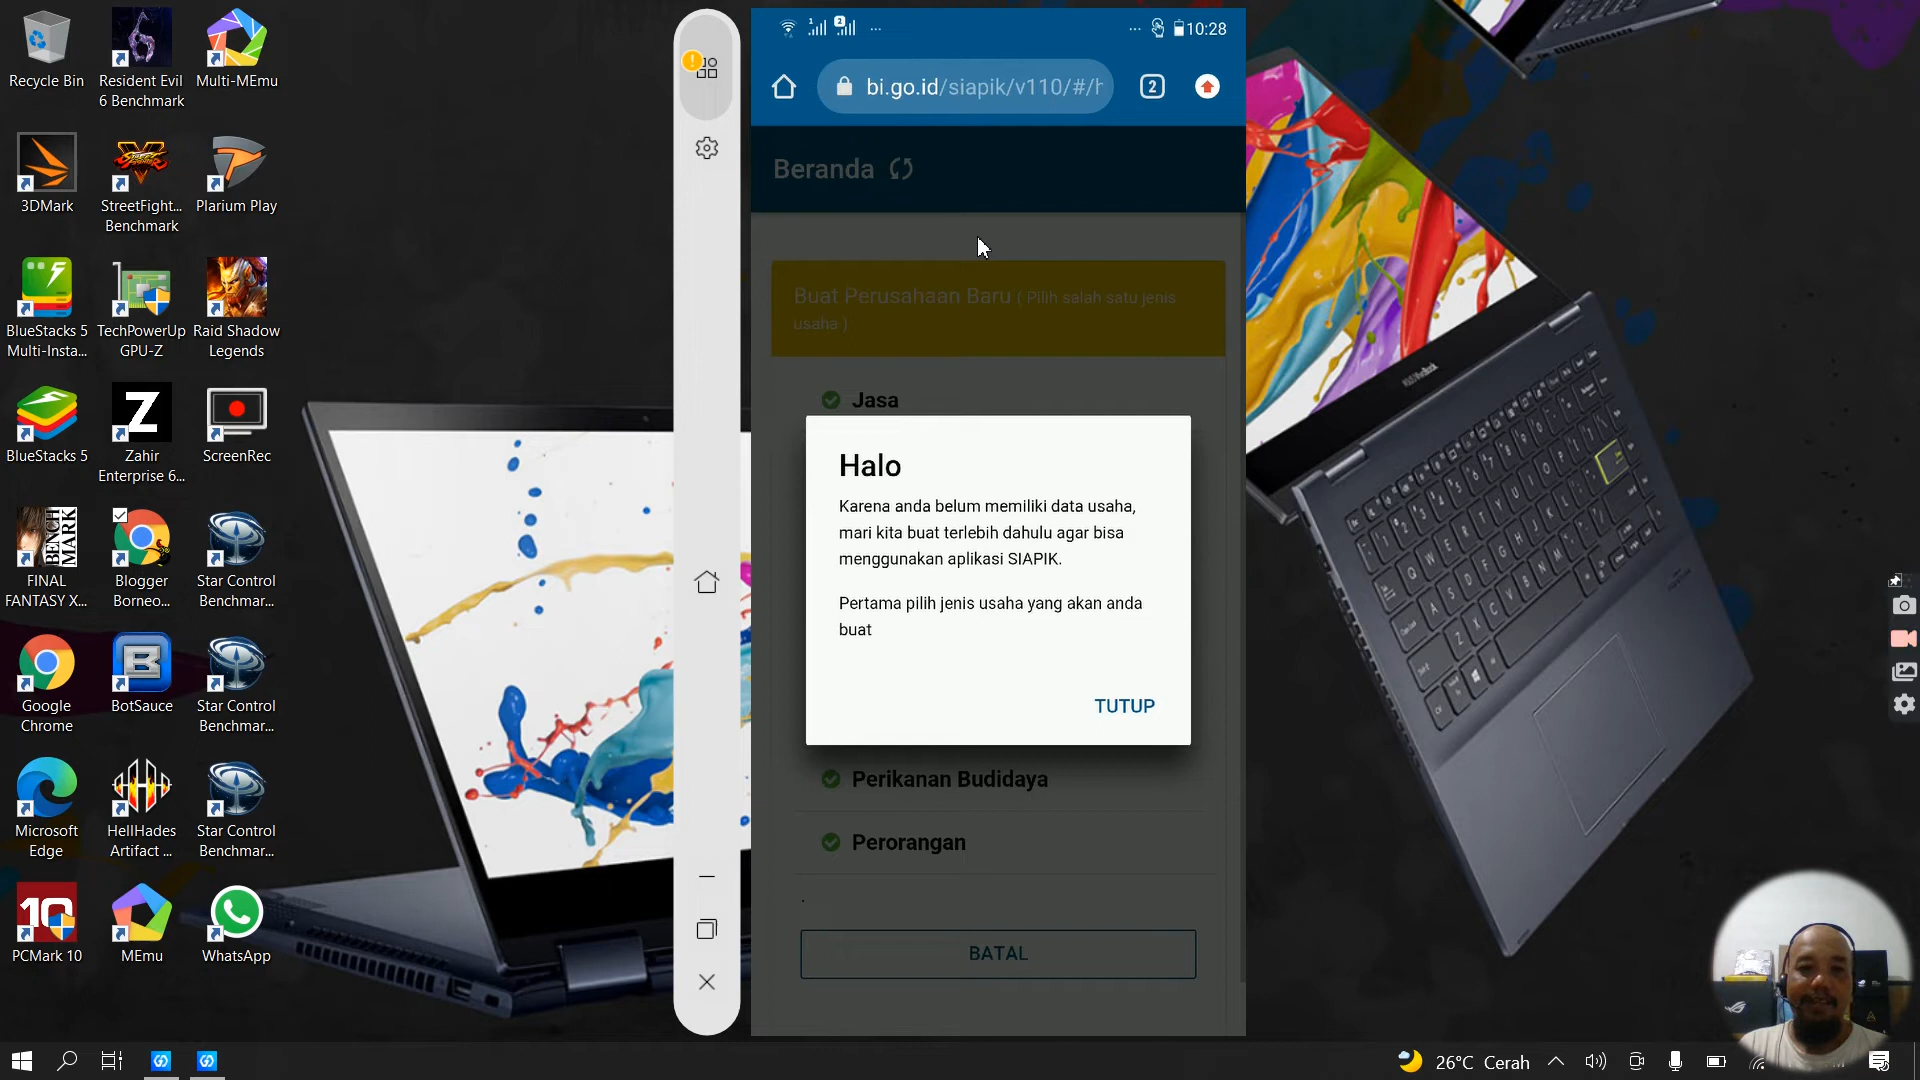 Recycle Bin
Resident Evil
6 Benchmark
Multi-MEmu
3DMark
StreetFight...
Benchmark
Plarium Play
BlueStacks 5
Multi-Insta...
TechPowerUp
GPU-Z
Raid Shadow
Legends
BlueStacks 5
Zahir
Enterprise 6...
ScreenRec
FINAL
FANTASY X...
Blogger
Borneo...
Star Control
Benchmar...
Google
Chrome
BotSauce
Star Control
Benchmar...
Microsoft
Edge
HellHades
Artifact ...
Star Control
Benchmar...
PCMark 10
MEmu
WhatsApp
10:28
bi.go.id/siapik/v110/#/h
2
Beranda
Buat Perusahaan Baru ( Pilih salah satu jenis
usaha )
Jasa
Halo
Karena anda belum memiliki data usaha,
mari kita buat terlebih dahulu agar bisa
menggunakan aplikasi SIAPIK.
Pertama pilih jenis usaha yang akan anda
buat
TUTUP
Perikanan Budidaya
Perorangan
.
BATAL
26°C Cerah